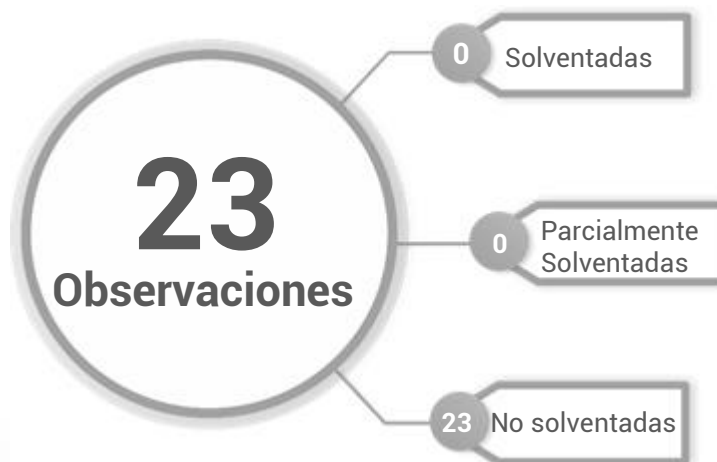 0
Solventadas
23
Observaciones
0
Parcialmente
Solventadas
23
No solventadas